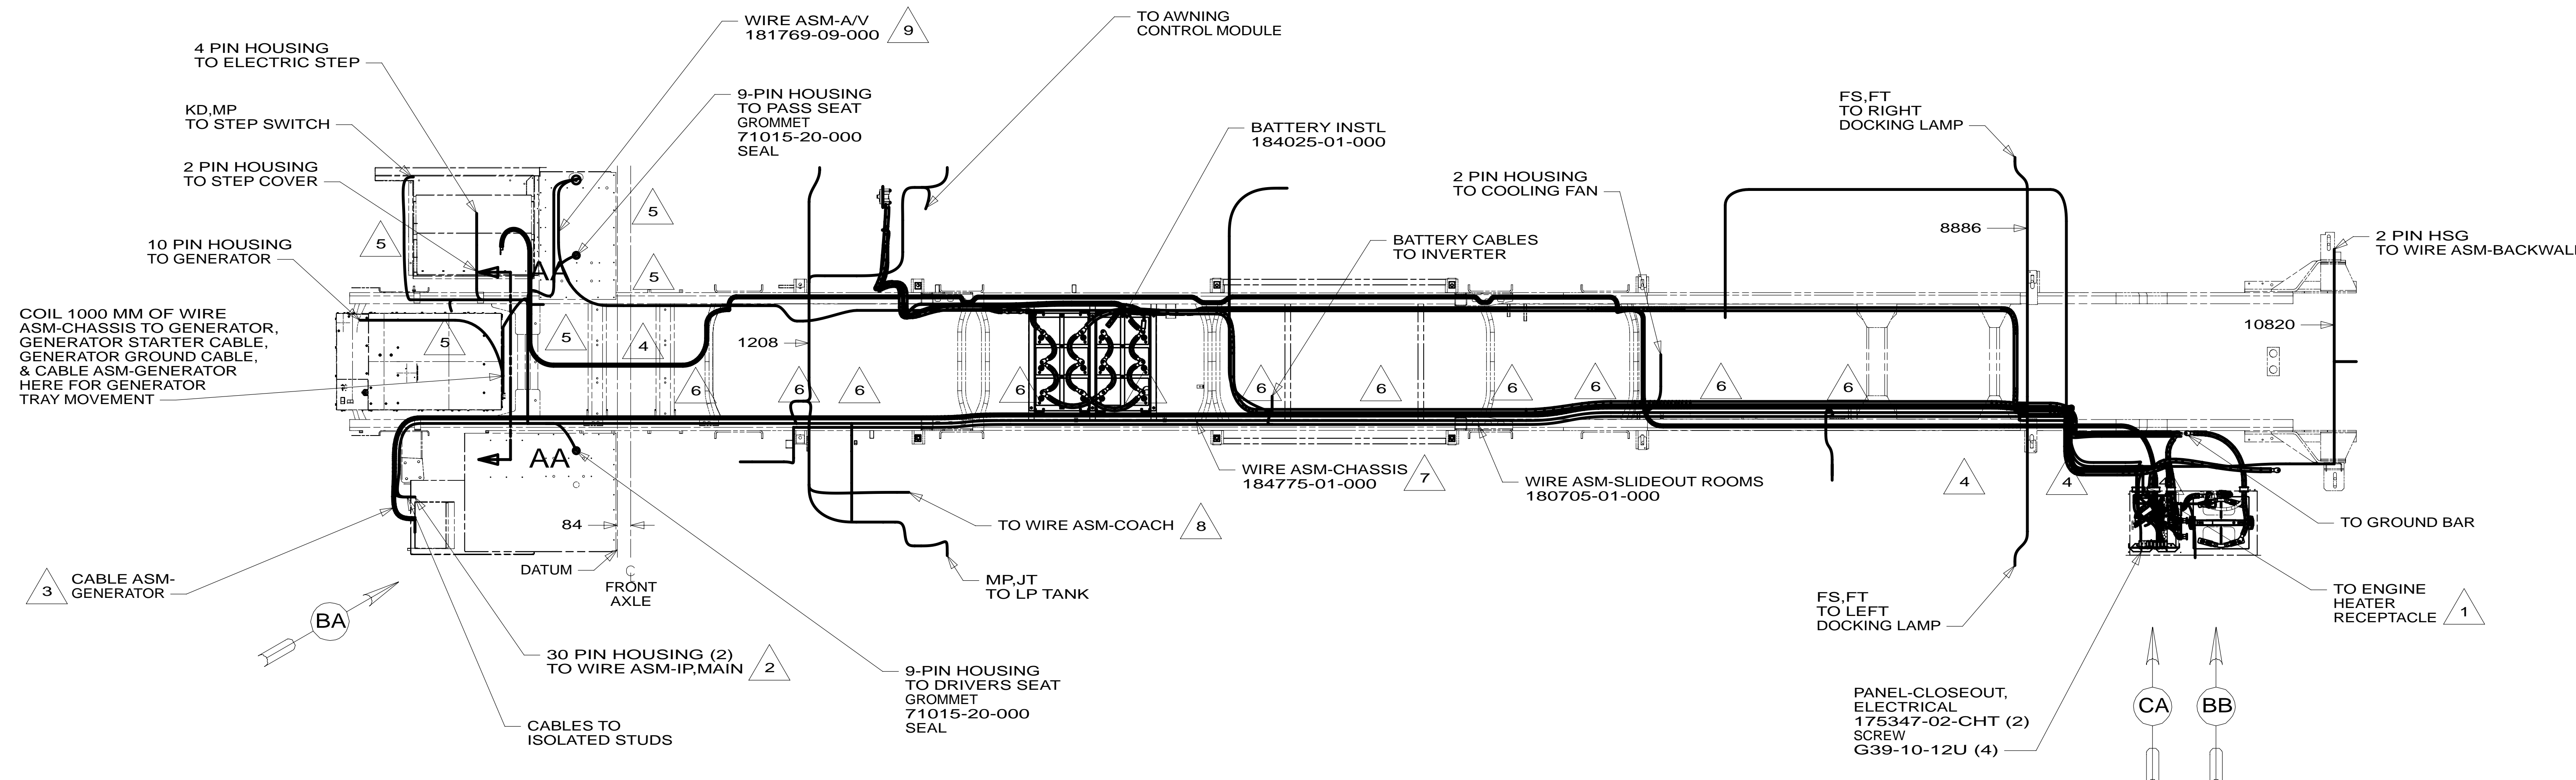 WIRE ASM-A/V
181769-09-000
9
TO AWNING
CONTROL MODULE
4 PIN HOUSING
TO ELECTRIC STEP
9-PIN HOUSING
TO PASS SEAT
GROMMET
71015-20-000
SEAL
KD,MP
TO STEP SWITCH
BATTERY INSTL
184025-01-000
FS,FT
TO RIGHT
DOCKING LAMP
2 PIN HOUSING
TO STEP COVER
2 PIN HOUSING
TO COOLING FAN
5
5
5
8886
10 PIN HOUSING
TO GENERATOR
BATTERY CABLES
TO INVERTER
2 PIN HSG
TO WIRE ASM-BACKWALL
AA
COIL 1000 MM OF WIRE
ASM-CHASSIS TO GENERATOR,
GENERATOR STARTER CABLE,
GENERATOR GROUND CABLE,
& CABLE ASM-GENERATOR
HERE FOR GENERATOR
TRAY MOVEMENT
5
5
4
1208
10820
6
6
6
6
6
6
6
6
6
6
AA
WIRE ASM-CHASSIS
184775-01-000
7
WIRE ASM-SLIDEOUT ROOMS
180705-01-000
4
4
4
84
TO WIRE ASM-COACH
8
TO GROUND BAR
DATUM
CL
FRONT
AXLE
3
CABLE ASM-
GENERATOR
MP,JT
TO LP TANK
FS,FT
TO LEFT
DOCKING LAMP
TO ENGINE
HEATER
RECEPTACLE
1
BA
30 PIN HOUSING (2)
TO WIRE ASM-IP,MAIN
2
9-PIN HOUSING
TO DRIVERS SEAT
GROMMET
71015-20-000
SEAL
CABLES TO
ISOLATED STUDS
PANEL-CLOSEOUT,
ELECTRICAL
175347-02-CHT (2)
SCREW
G39-10-12U (4)
CA
BB